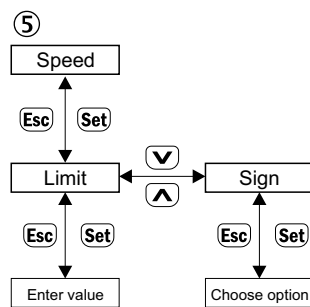 ⑤
Speed
Esc Set
Limit
Sign
Esc Set
Esc Set
Enter value
Choose option